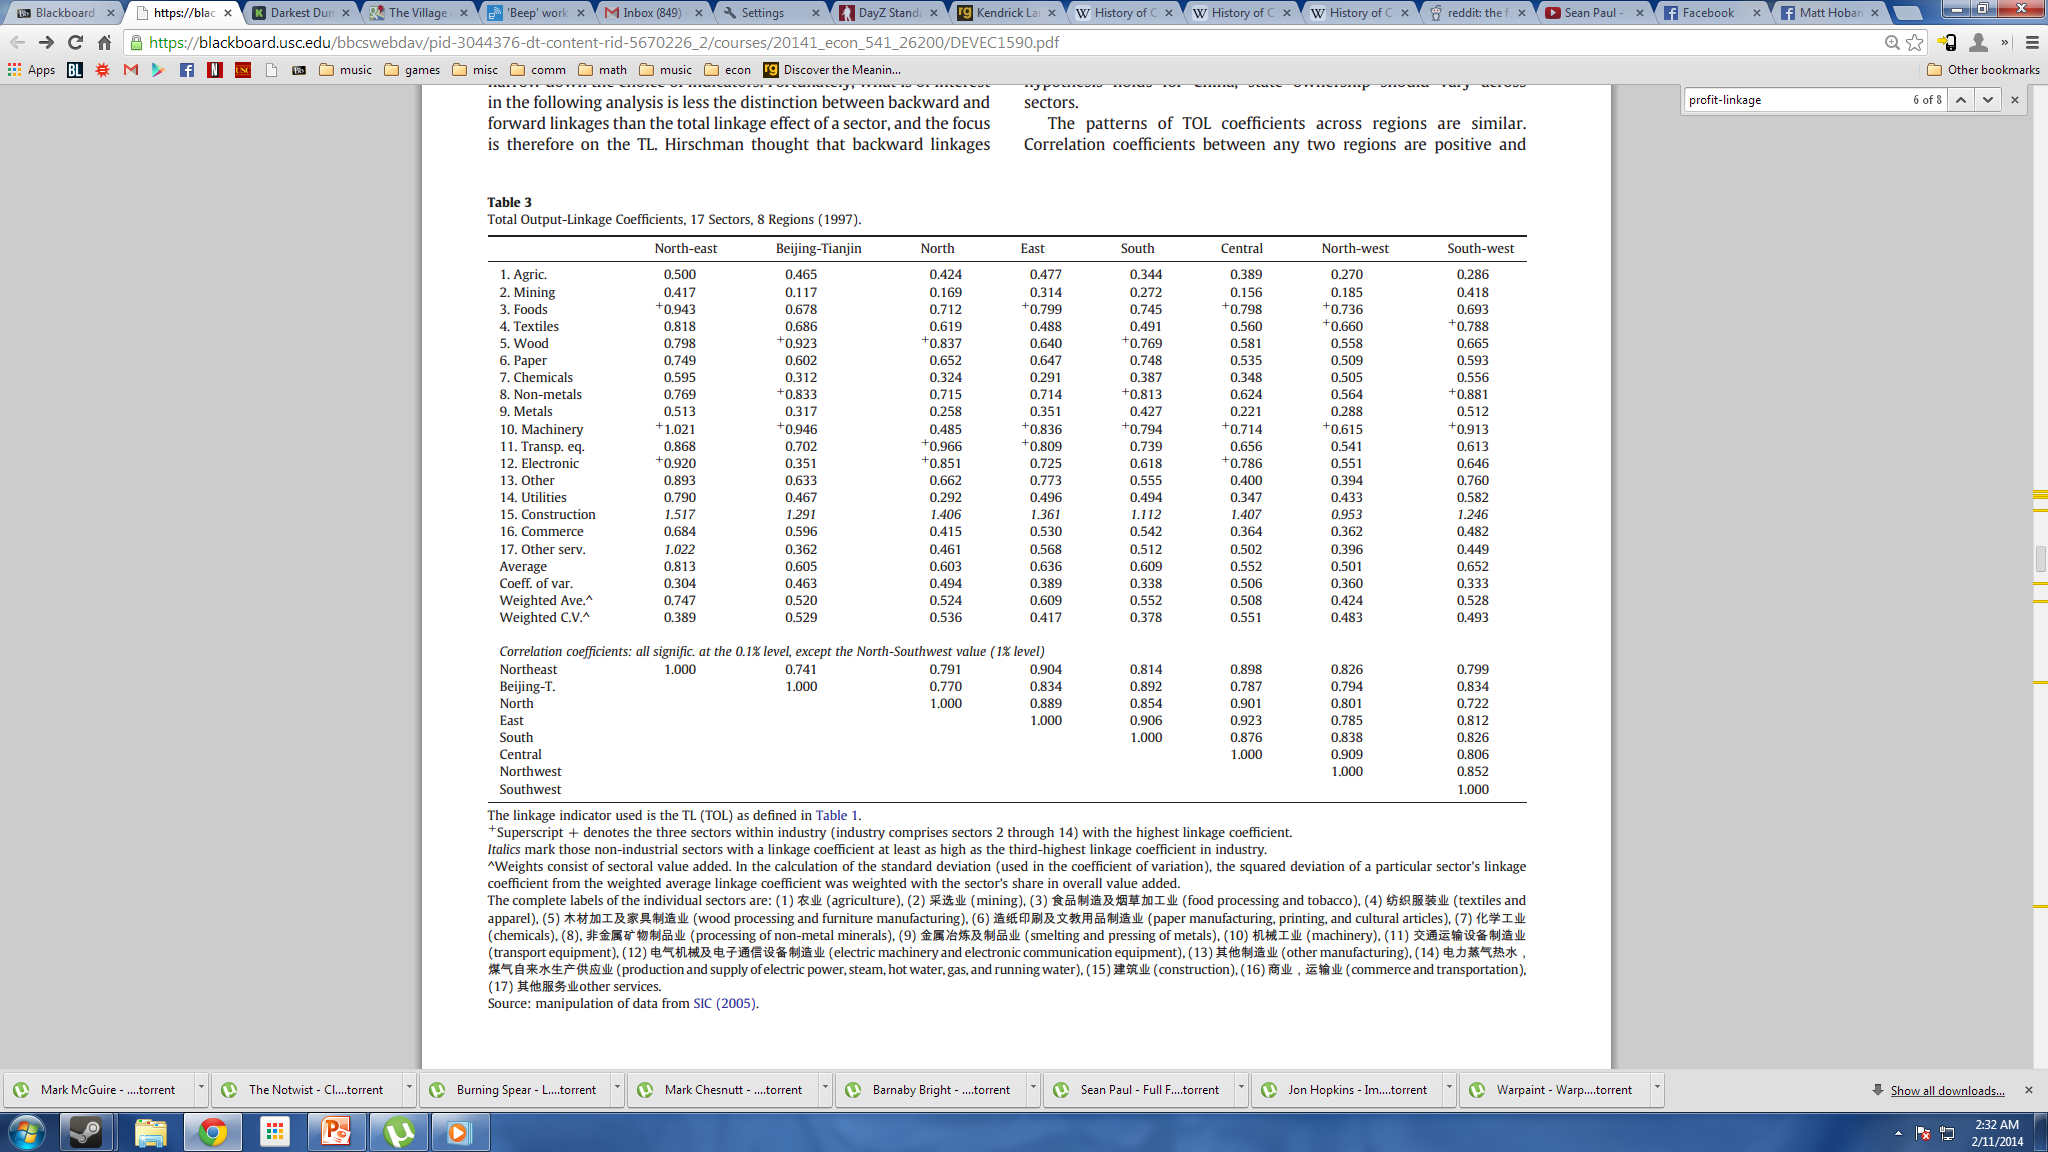 Blackboard
https://blac
Darkest Dun
The Village
'Beep' work
Inbox (849)
Settings
DayZ Standa
Kendrick La
History of C
History of C
History of C
reddit: the f
Sean Paul -
Facebook
Matt Hoban
https://blackboard.usc.edu/bbcswebdav/pid-3044376-dt-content-rid-5670226_2/courses/20141_econ_541_26200/DEVEC1590.pdf
Apps BL music games misc comm math music econ rg Discover the Meanin... Other bookmarks
profit-linkage 6 of 8
narrow down the choice of indicators. Fortunately, what is of interest
in the following analysis is less the distinction between backward and
forward linkages than the total linkage effect of a sector, and the focus
is therefore on the TL. Hirschman thought that backward linkages
hypothesis holds for China, state ownership should vary across
sectors.
The patterns of TOL coefficients across regions are similar.
Correlation coefficients between any two regions are positive and
Table 3
Total Output-Linkage Coefficients, 17 Sectors, 8 Regions (1997).
North-east Beijing-Tianjin North East South Central North-west South-west
1. Agric. 0.500 0.465 0.424 0.477 0.344 0.389 0.270 0.286
2. Mining 0.417 0.117 0.169 0.314 0.272 0.156 0.185 0.418
3. Foods +0.943 0.678 0.712 +0.799 0.745 +0.798 +0.736 0.693
4. Textiles 0.818 0.686 0.619 0.488 0.491 0.560 +0.660 +0.788
5. Wood 0.798 +0.923 +0.837 0.640 +0.769 0.581 0.558 0.665
6. Paper 0.749 0.602 0.652 0.647 0.748 0.535 0.509 0.593
7. Chemicals 0.595 0.312 0.324 0.291 0.387 0.348 0.505 0.556
8. Non-metals 0.769 +0.833 0.715 0.714 +0.813 0.624 0.564 +0.881
9. Metals 0.513 0.317 0.258 0.351 0.427 0.221 0.288 0.512
10. Machinery +1.021 +0.946 0.485 +0.836 +0.794 +0.714 +0.615 +0.913
11. Transp. eq. 0.868 0.702 +0.966 +0.809 0.739 0.656 0.541 0.613
12. Electronic +0.920 0.351 +0.851 0.725 0.618 +0.786 0.551 0.646
13. Other 0.893 0.633 0.662 0.773 0.555 0.400 0.394 0.760
14. Utilities 0.790 0.467 0.292 0.496 0.494 0.347 0.433 0.582
15. Construction 1.517 1.291 1.406 1.361 1.112 1.407 0.953 1.246
16. Commerce 0.684 0.596 0.415 0.530 0.542 0.364 0.362 0.482
17. Other serv. 1.022 0.362 0.461 0.568 0.512 0.502 0.396 0.449
Average 0.813 0.605 0.603 0.636 0.609 0.552 0.501 0.652
Coeff. of var. 0.304 0.463 0.494 0.389 0.338 0.506 0.360 0.333
Weighted Ave.^ 0.747 0.520 0.524 0.609 0.552 0.508 0.424 0.528
Weighted C.V.^ 0.389 0.529 0.536 0.417 0.378 0.551 0.483 0.493
Correlation coefficients: all signific. at the 0.1% level, except the North-Southwest value (1% level)
Northeast 1.000 0.741 0.791 0.904 0.814 0.898 0.826 0.799
Beijing-T. 1.000 0.770 0.834 0.892 0.787 0.794 0.834
North 1.000 0.889 0.854 0.901 0.801 0.722
East 1.000 0.906 0.923 0.785 0.812
South 1.000 0.876 0.838 0.826
Central 1.000 0.909 0.806
Northwest 1.000 0.852
Southwest 1.000
The linkage indicator used is the TL (TOL) as defined in Table 1.
+Superscript + denotes the three sectors within industry (industry comprises sectors 2 through 14) with the highest linkage coefficient.
Italics mark those non-industrial sectors with a linkage coefficient at least as high as the third-highest linkage coefficient in industry.
^Weights consist of sectoral value added. In the calculation of the standard deviation (used in the coefficient of variation), the squared deviation of a particular sector's linkage
coefficient from the weighted average linkage coefficient was weighted with the sector's share in overall value added.
The complete labels of the individual sectors are: (1) 农业 (agriculture), (2) 采选业 (mining), (3) 食品制造及烟草加工业 (food processing and tobacco), (4) 纺织服装业 (textiles and
apparel), (5) 木材加工及家具制造业 (wood processing and furniture manufacturing), (6) 造纸印刷及文教用品制造业 (paper manufacturing, printing, and cultural articles), (7) 化学工业
(chemicals), (8), 非金属矿物制品业 (processing of non-metal minerals), (9) 金属冶炼及制品业 (smelting and pressing of metals), (10) 机械工业 (machinery), (11) 交通运输设备制造业
(transport equipment), (12) 电气机械及电子通信设备制造业 (electric machinery and electronic communication equipment), (13) 其他制造业 (other manufacturing), (14) 电力蒸气热水，
煤气自来水生产供应业 (production and supply of electric power, steam, hot water, gas, and running water), (15) 建筑业 (construction), (16) 商业，运输业 (commerce and transportation),
(17) 其他服务业other services.
Source: manipulation of data from SIC (2005).
Mark McGuire - ....torrent
The Notwist - Cl....torrent
Burning Spear - L....torrent
Mark Chesnutt - ....torrent
Barnaby Bright - ....torrent
Sean Paul - Full F....torrent
Jon Hopkins - Im....torrent
Warpaint - Warp....torrent
Show all downloads...
2:32 AM
2/11/2014